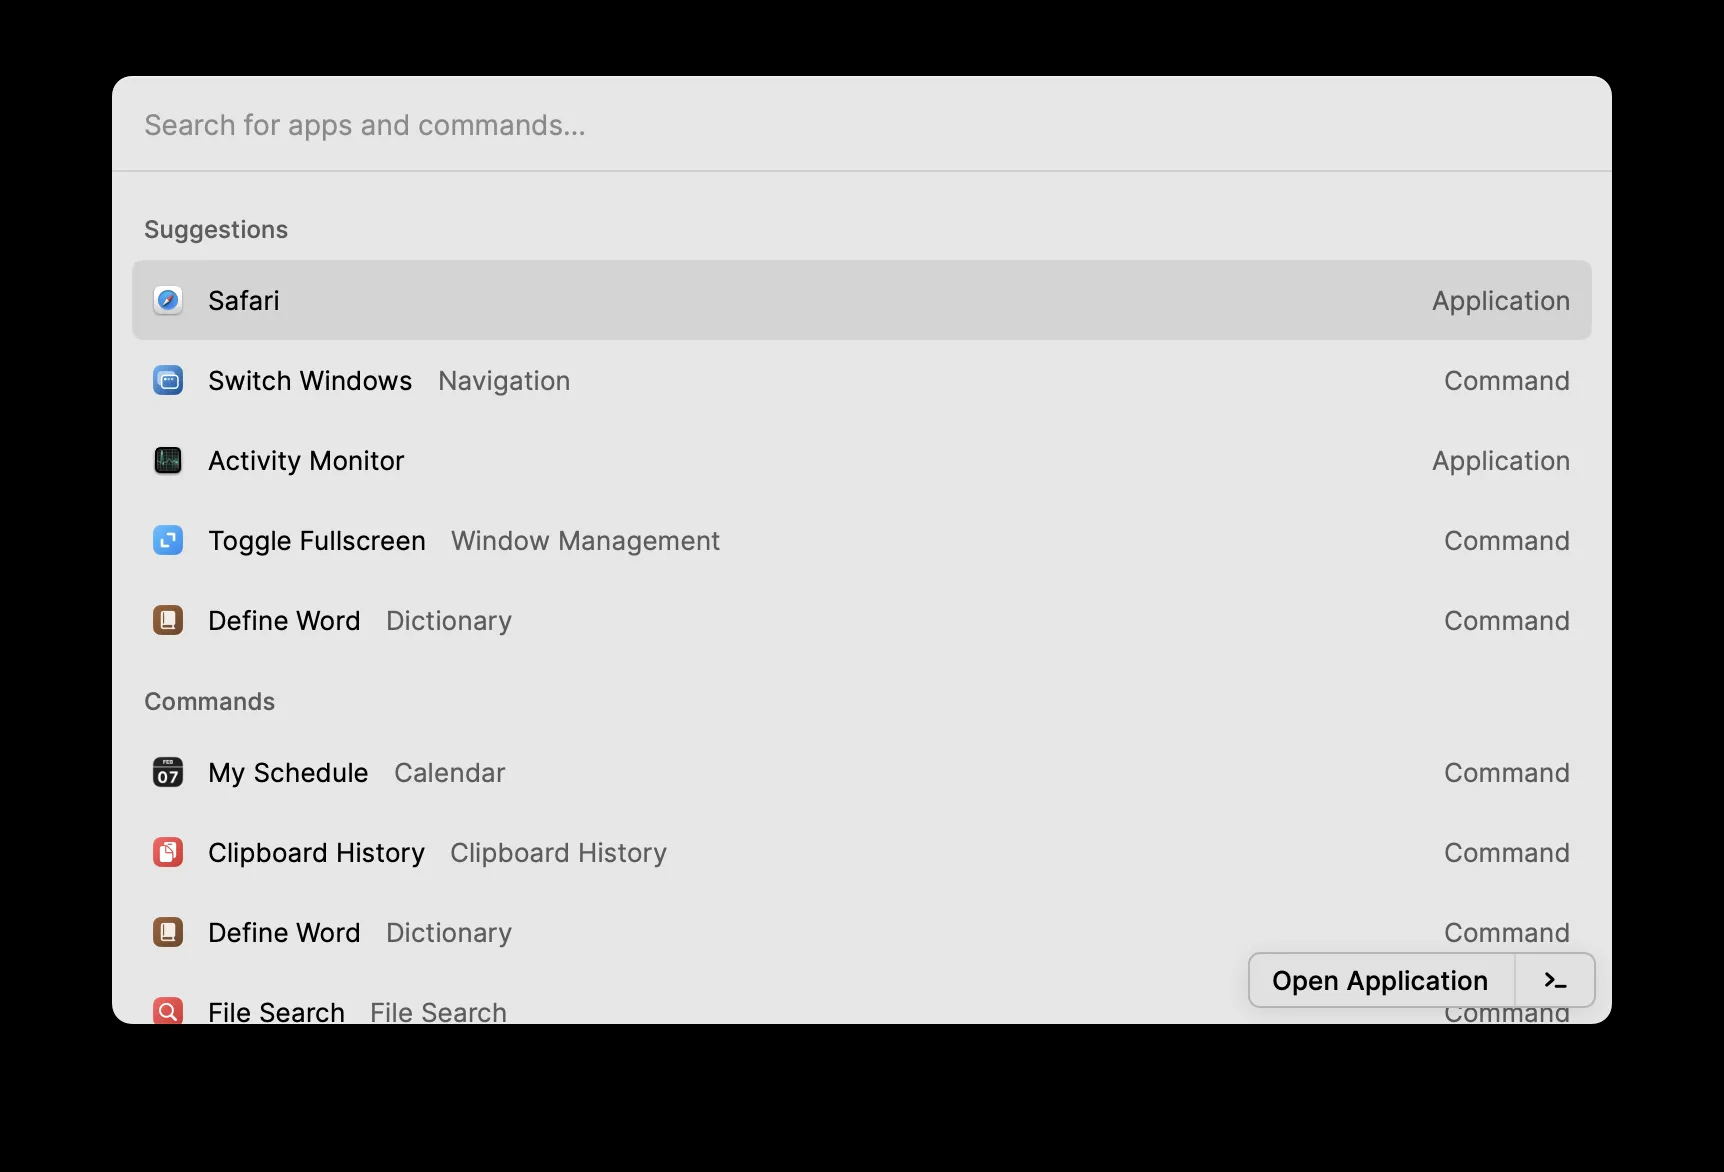 Search for apps and commands...
Suggestions
Safari Application
Switch Windows Navigation Command
Activity Monitor Application
Toggle Fullscreen Window Management Command
Define Word Dictionary Command
Commands
FEB
07 My Schedule Calendar Command
Clipboard History Clipboard History Command
Define Word Dictionary Command
Open Application >_
File Search File Search Command